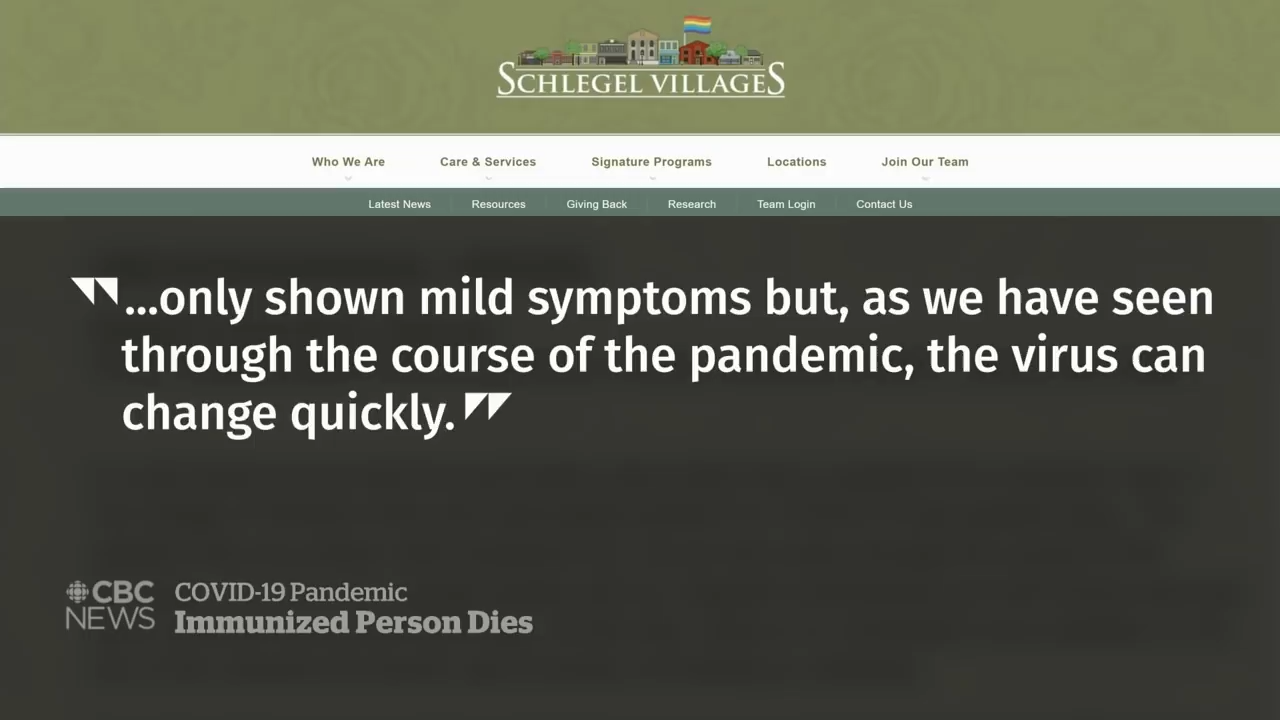 SCHLEGEL VILLAGES
Who We Are Care & Services Signature Programs Locations Join Our Team
Latest News Resources Giving Back Research Team Login Contact Us
"...only shown mild symptoms but, as we have seen
through the course of the pandemic, the virus can
change quickly."
CBC COVID-19 Pandemic
NEWS Immunized Person Dies